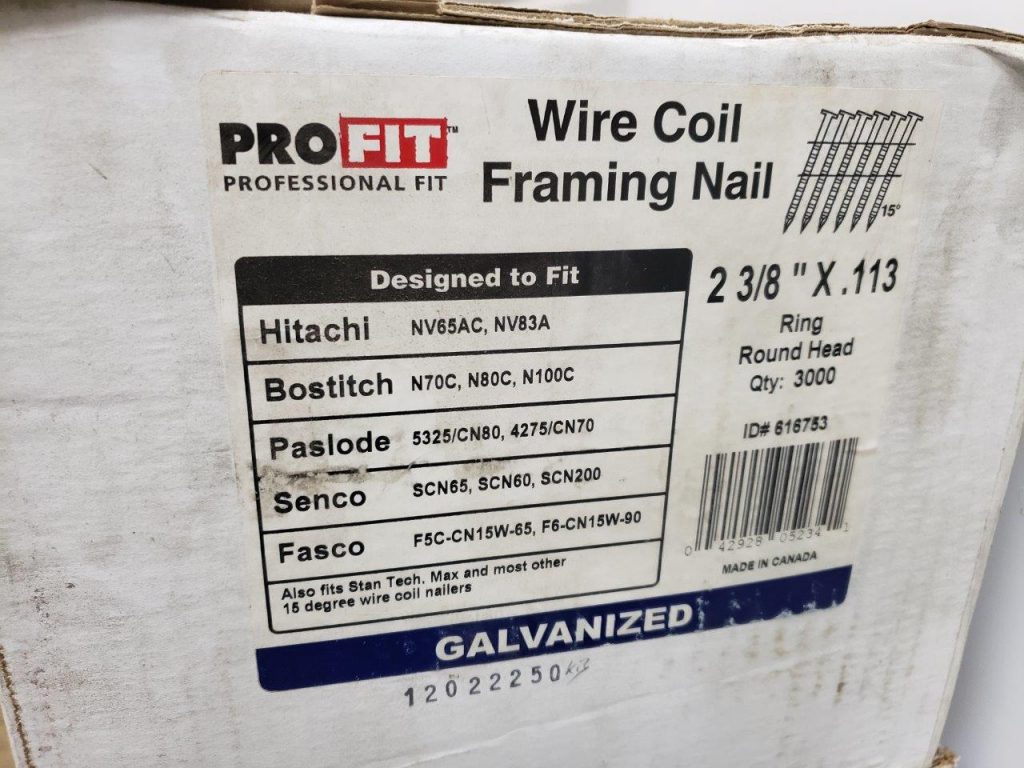 PROFIT™
PROFESSIONAL FIT
Wire Coil
Framing Nail
15°
2 3/8 " X .113
Ring
Round Head
Qty: 3000
ID# 616753
0 42928 05234 1
MADE IN CANADA
Designed to Fit
Hitachi NV65AC, NV83A
Bostitch N70C, N80C, N100C
Paslode 5325/CN80, 4275/CN70
Senco SCN65, SCN60, SCN200
Fasco F5C-CN15W-65, F6-CN15W-90
Also fits Stan Tech. Max and most other
15 degree wire coil nailers
GALVANIZED
12022250